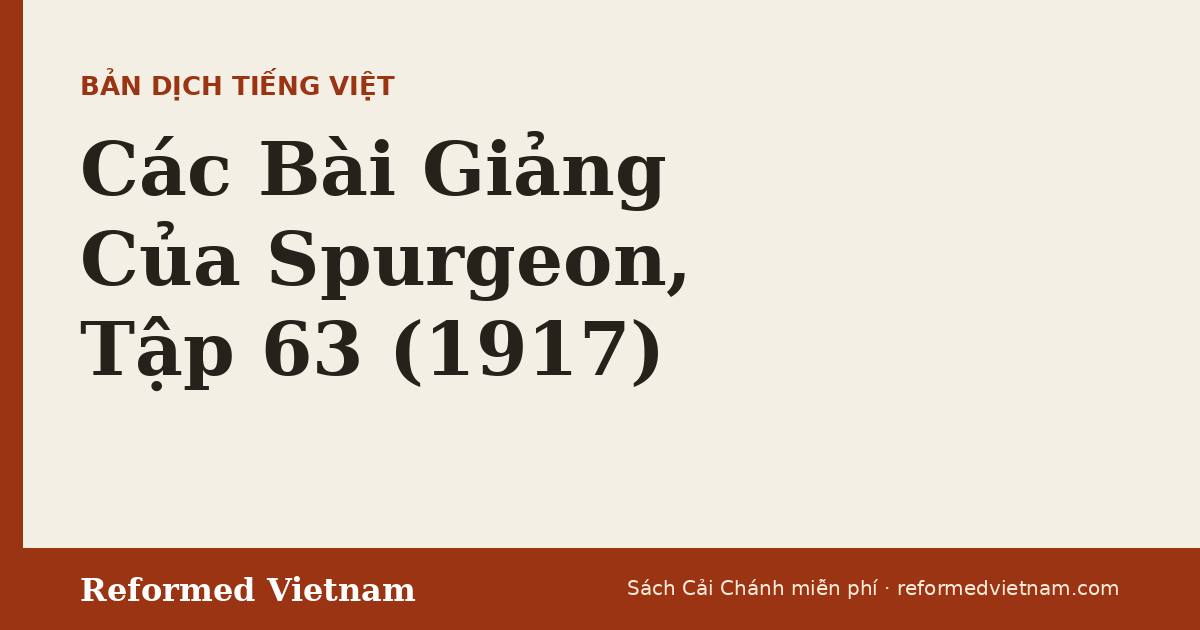 BẢN DỊCH TIẾNG VIỆT
Các Bài Giảng
Của Spurgeon,
Tập 63 (1917)
Reformed Vietnam
Sách Cải Chánh miễn phí · reformedvietnam.com